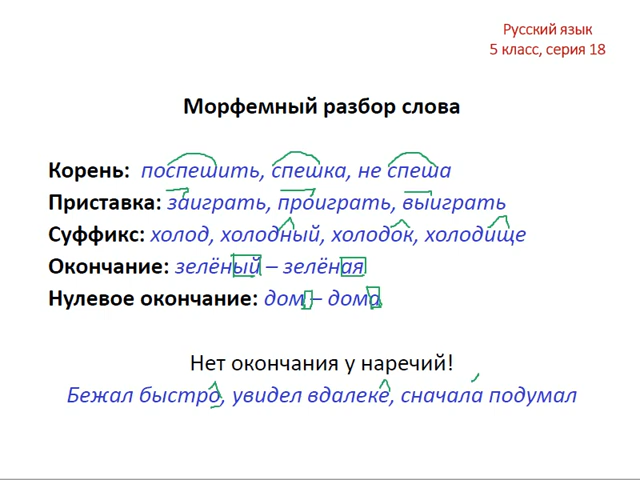 Русский язык
5 класс, серия 18
Морфемный разбор слова
Корень: поспешить, спешка, не спеша
Приставка: заиграть, проиграть, выиграть
Суффикс: холод, холодный, холодок, холодище
Окончание: зелёный – зелёная
Нулевое окончание: дом – дома
Нет окончания у наречий!
Бежал быстро, увидел вдалеке, сначала подумал